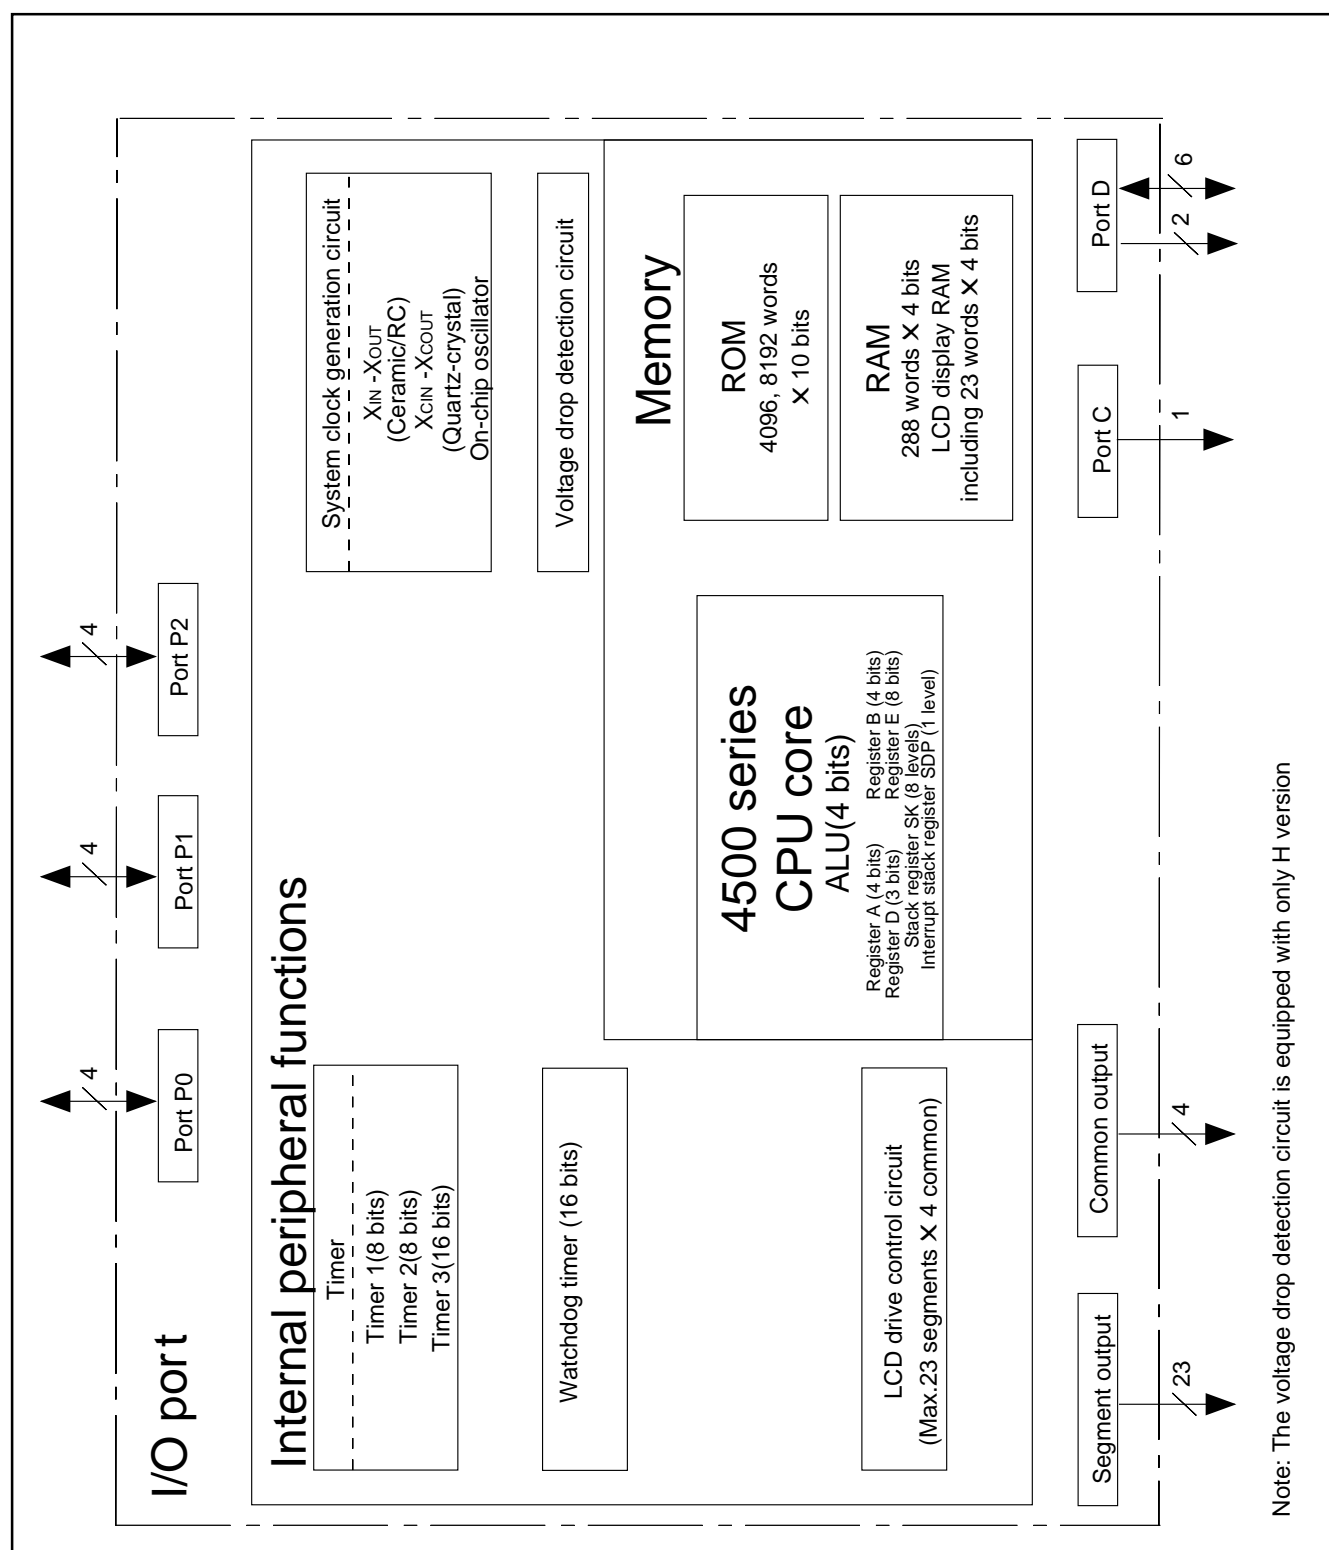 I/O port
4
4
4
Port P0
Port P1
Port P2
Internal peripheral functions
Timer
Timer 1(8 bits)
Timer 2(8 bits)
Timer 3(16 bits)
System clock generation circuit
XIN -XOUT
(Ceramic/RC)
XCIN -XCOUT
(Quartz-crystal)
On-chip oscillator
Watchdog timer (16 bits)
Voltage drop detection circuit
LCD drive control circuit
(Max.23 segments X 4 common)
4500 series
CPU core
ALU(4 bits)
Register A (4 bits)
Register B (4 bits)
Register D (3 bits)
Register E (8 bits)
Stack register SK (8 levels)
Interrupt stack register SDP (1 level)
Memory
ROM
4096, 8192 words
X 10 bits
RAM
288 words X 4 bits
LCD display RAM
including 23 words X 4 bits
Segment output
Common output
Port C
Port D
23
4
1
2
6
Note: The voltage drop detection circuit is equipped with only H version